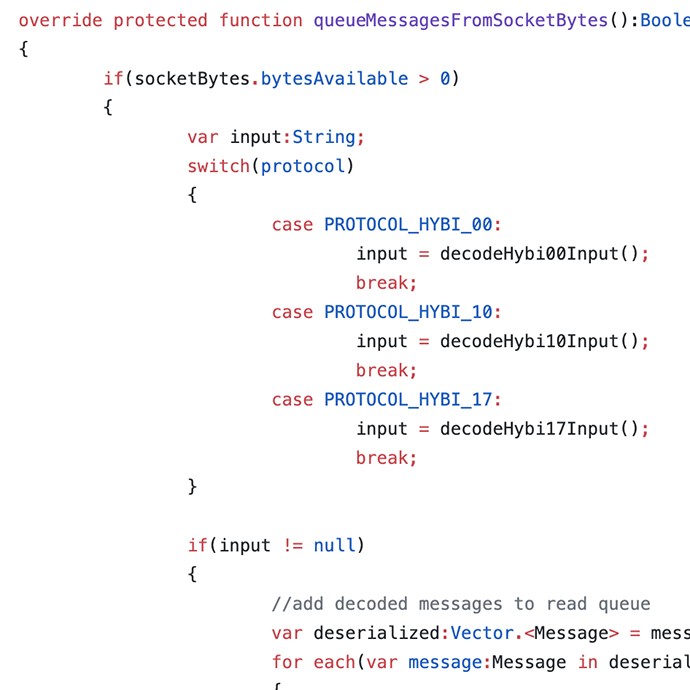 override protected function queueMessagesFromSocketBytes():Boole
{
if(socketBytes.bytesAvailable > 0)
{
var input:String;
switch(protocol)
{
case PROTOCOL_HYBI_00:
input = decodeHybi00Input();
break;
case PROTOCOL_HYBI_10:
input = decodeHybi10Input();
break;
case PROTOCOL_HYBI_17:
input = decodeHybi17Input();
break;
}
if(input != null)
{
//add decoded messages to read queue
var deserialized:Vector.<Message> = mess
for each(var message:Message in deserial
{